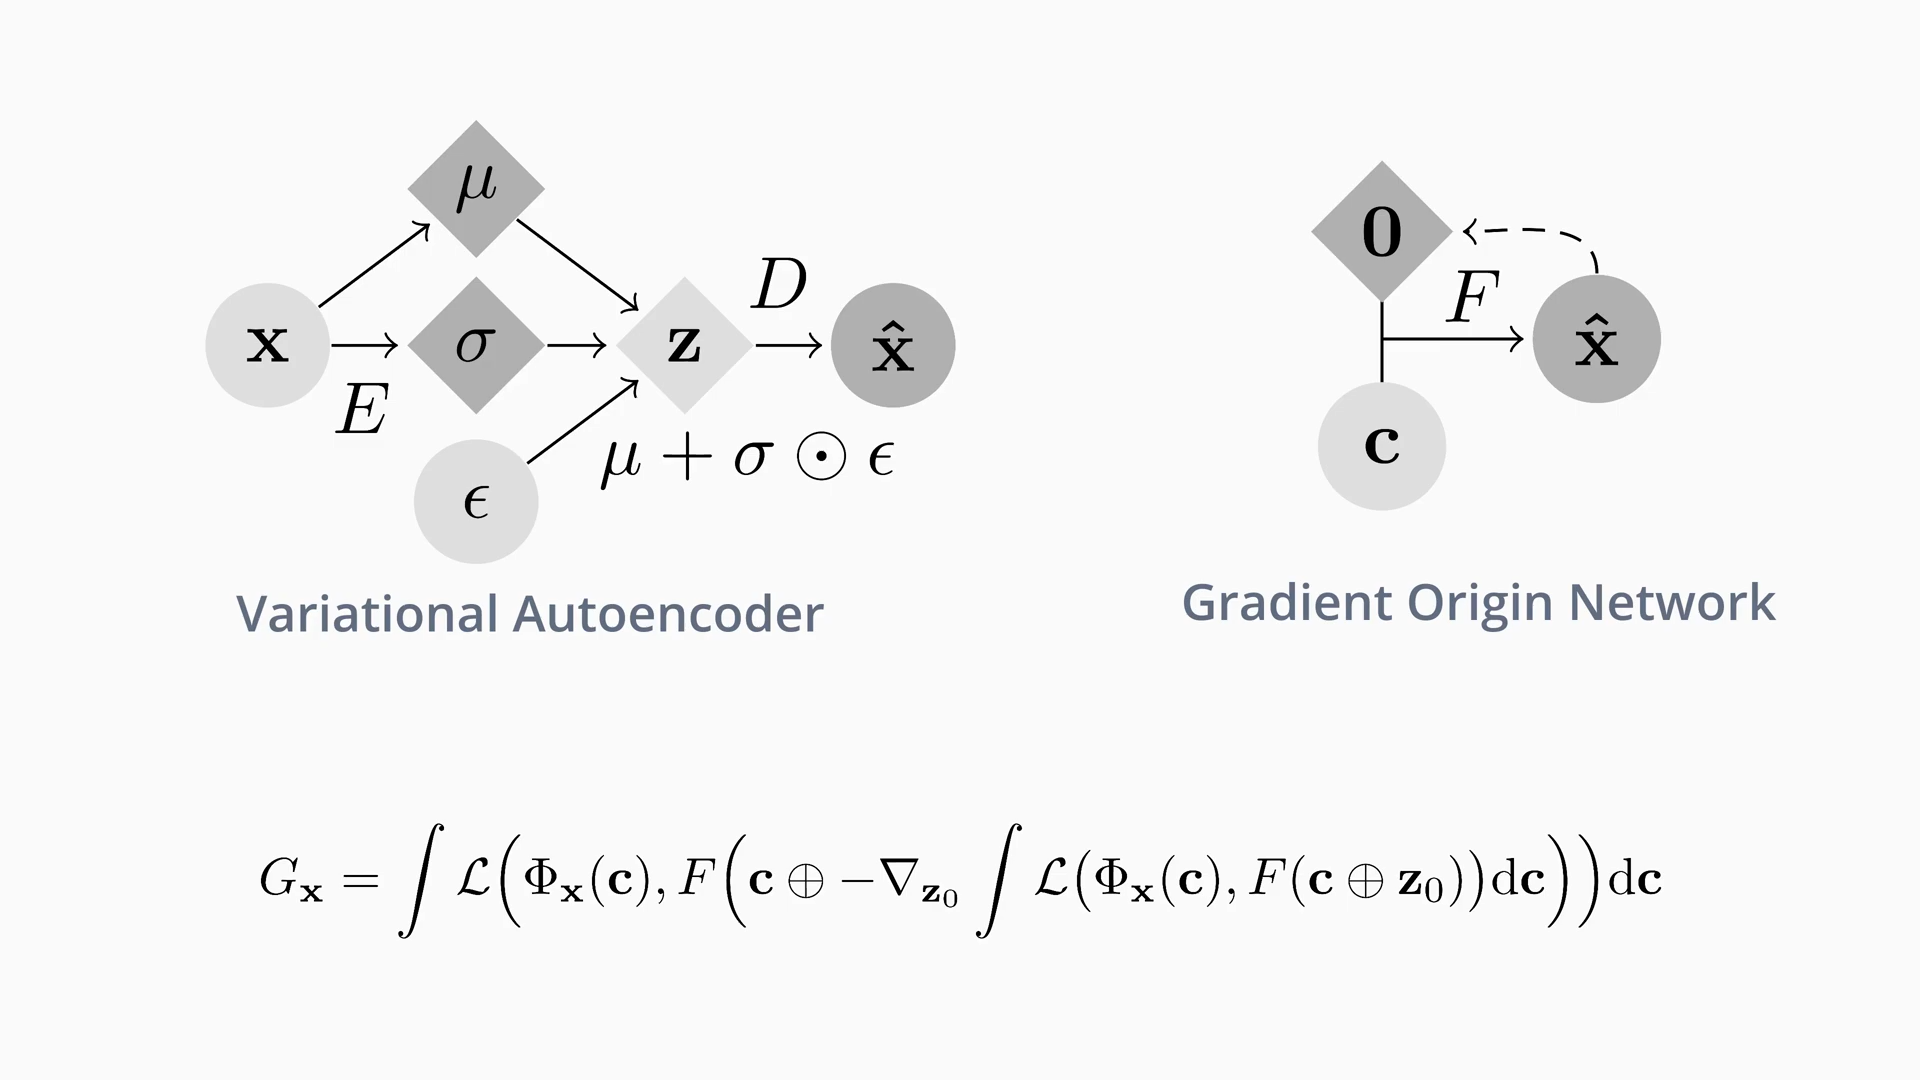 μ
x
σ
z
D
x̂
E
ϵ
μ + σ ⊙ ϵ
Variational Autoencoder
0
F
x̂
c
Gradient Origin Network
G_x = ∫ ℒ(Φ_x(c), F(c ⊕ −∇_{z_0} ∫ ℒ(Φ_x(c), F(c ⊕ z_0))dc))dc